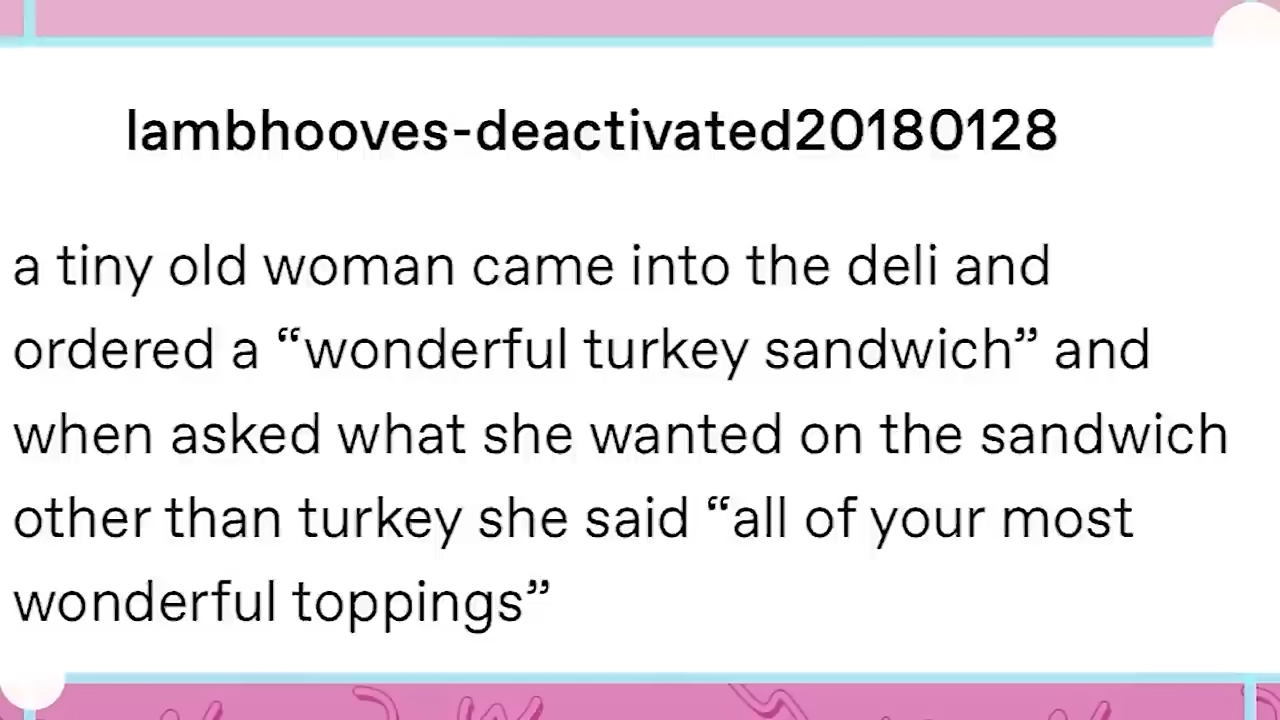 lambhooves-deactivated20180128
a tiny old woman came into the deli and
ordered a “wonderful turkey sandwich” and
when asked what she wanted on the sandwich
other than turkey she said “all of your most
wonderful toppings”